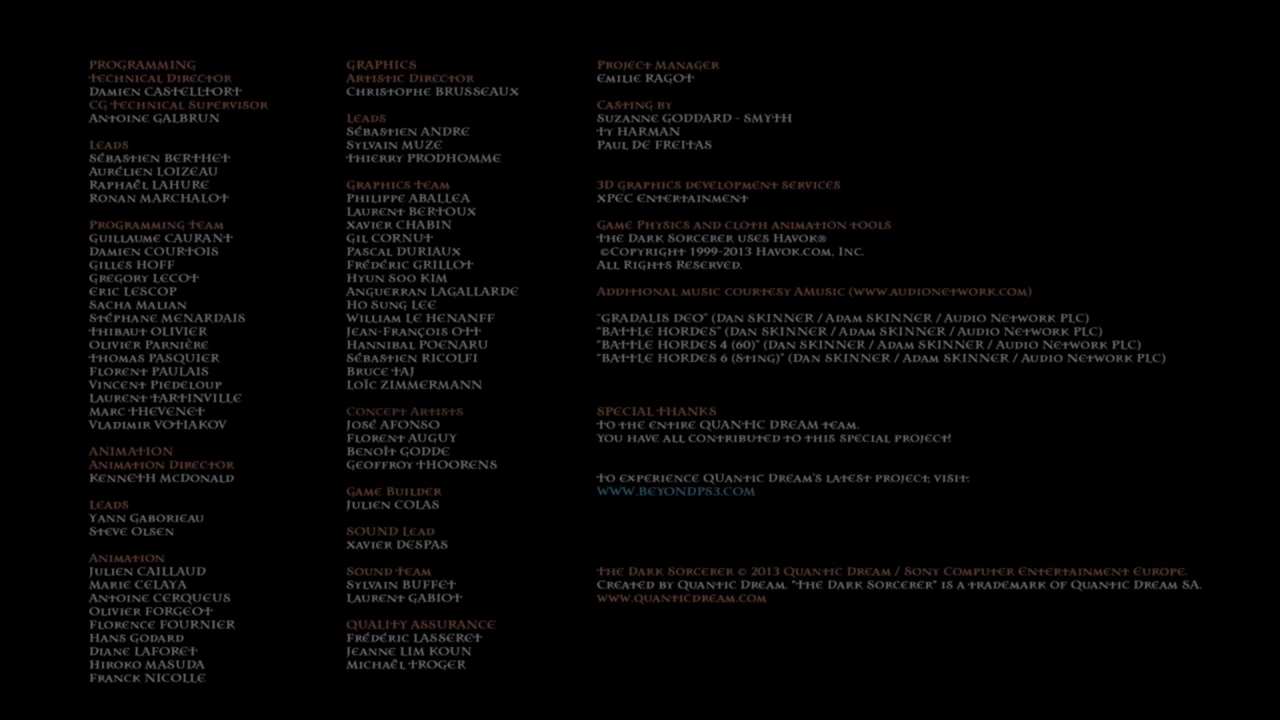 PROGRAMMING
Technical Director
Damien CASTELLTORT
CG Technical Supervisor
Antoine GALBRUN
Leads
Sébastien BERTHET
Aurélien LOIZEAU
Raphaël LAHURE
Ronan MARCHALOT
Programming Team
Guillaume CAURANT
Damien COURTOIS
Gilles HOFF
Gregory LECOT
Eric LESCOP
Sacha MALIAN
Stéphane MENARDAIS
Thibaut OLIVIER
Olivier PARNIÈRE
Thomas PASQUIER
Florent PAULAIS
Vincent Piedeloup
Laurent TARTINVILLE
Marc THEVENET
Vladimir VOTIAKOV
ANIMATION
Animation Director
Kenneth McDonald
Leads
Yann Gaborieau
Steve Olsen
Animation
Julien CAILLAUD
Marie CELAYA
Antoine CERQUEUS
Olivier FORGEOT
Florence FOURNIER
Hans Godard
Diane LAFORET
Hiroko MASUDA
Franck NICOLLE
GRAPHICS
Artistic Director
Christophe BRUSSEAUX
Leads
Sébastien ANDRE
Sylvain MUZE
Thierry PRODHOMME
Graphics Team
Philippe ABALLEA
Laurent BERTOUX
Xavier CHABIN
Gil CORNUT
Pascal DURIAUX
Frédéric GRILLOT
Hyun Soo KIM
Anguerran LAGALLARDE
Ho Sung LEE
William LE HENANFF
Jean-François OTT
Hannibal POENARU
Sébastien RICOLFI
Bruce TAJ
Loïc ZIMMERMANN
Concept Artists
José AFONSO
Florent AUGUY
Benoît GODDE
Geoffroy THOORENS
Game Builder
Julien COLAS
SOUND Lead
Xavier DESPAS
Sound Team
Sylvain BUFFET
Laurent GABIOT
QUALITY ASSURANCE
Frédéric LASSERET
Jeanne LIM KOUN
Michaël TROGER
Project Manager
Emilie RAGOT
Casting by
Suzanne GODDARD - SMYTH
Ty HARMAN
Paul DE FREITAS
3D graphics development services
XPEC Entertainment
Game Physics and cloth animation tools
The Dark Sorcerer uses Havok®
©Copyright 1999-2013 Havok.com, Inc.
All Rights Reserved.
Additional music courtesy AMusic (www.audionetwork.com)
"GRADALIS DEO" (Dan SKINNER / Adam SKINNER / Audio Network PLC)
"BATTLE HORDES" (Dan SKINNER / Adam SKINNER / Audio Network PLC)
"BATTLE HORDES 4 (60)" (Dan SKINNER / Adam SKINNER / Audio Network PLC)
"BATTLE HORDES 6 (Sting)" (Dan SKINNER / Adam SKINNER / Audio Network PLC)
SPECIAL THANKS
To the entire QUANTIC DREAM team.
You have all contributed to this special project!
To experience Quantic Dream's latest project, visit:
WWW.BEYONDPS3.COM
The Dark Sorcerer © 2013 Quantic Dream / Sony Computer Entertainment Europe.
Created by Quantic Dream. "The Dark Sorcerer" is a trademark of Quantic Dream SA.
www.quanticdream.com